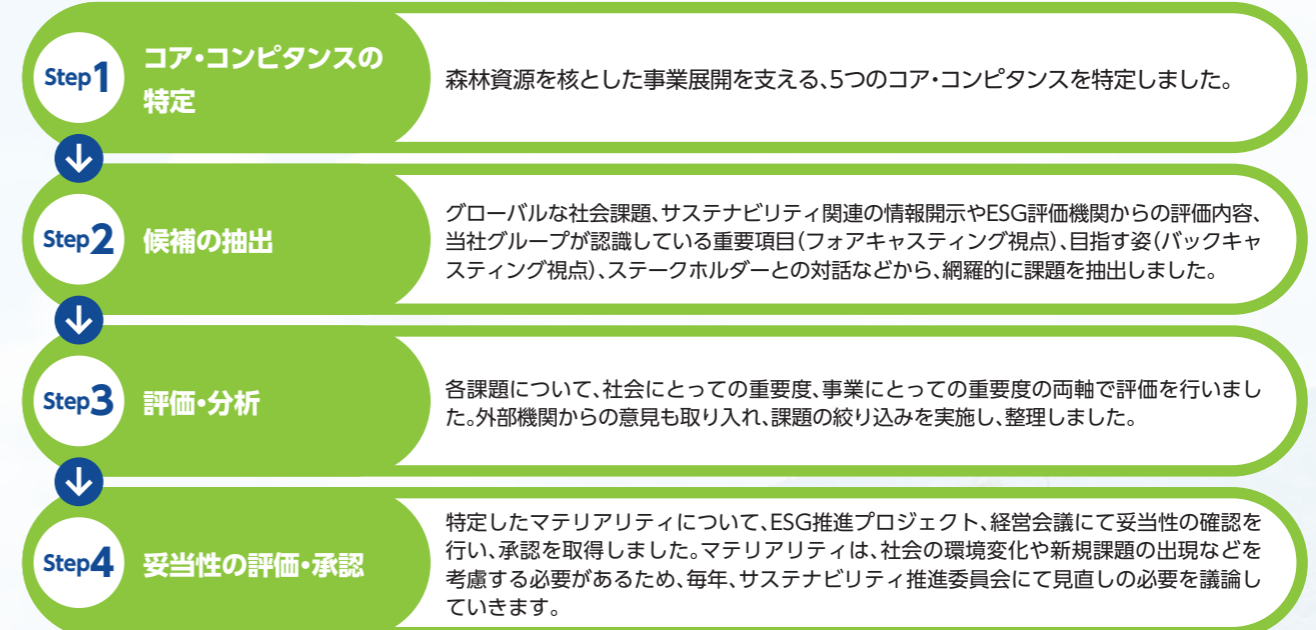 Step1
コア・コンピタンスの
特定
森林資源を核とした事業展開を支える、5つのコア・コンピタンスを特定しました。
Step2
候補の抽出
グローバルな社会課題、サステナビリティ関連の情報開示やESG評価機関からの評価内容、
当社グループが認識している重要項目(フォアキャスティング視点)、目指す姿(バックキャ
スティング視点)、ステークホルダーとの対話などから、網羅的に課題を抽出しました。
Step3
評価・分析
各課題について、社会にとっての重要度、事業にとっての重要度の両軸で評価を行いまし
た。外部機関からの意見も取り入れ、課題の絞り込みを実施し、整理しました。
Step4
妥当性の評価・承認
特定したマテリアリティについて、ESG推進プロジェクト、経営会議にて妥当性の確認を
行い、承認を取得しました。マテリアリティは、社会の環境変化や新規課題の出現などを
考慮する必要があるため、毎年、サステナビリティ推進委員会にて見直しの必要を議論し
ていきます。